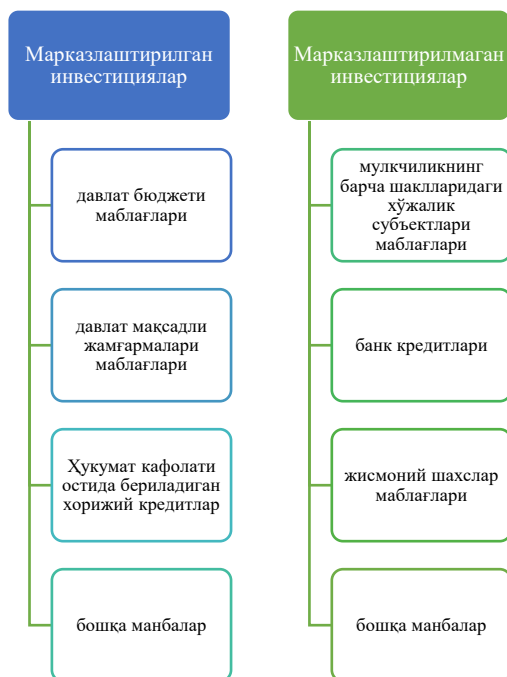 Марказлаштирилган
инвестициялар
давлат бюджети
маблағлари
давлат мақсадли
жамғармалари
маблағлари
Ҳукумат кафолати
остида бериладиган
хорижий кредитлар
бошқа манбалар
Марказлаштирилмаган
инвестициялар
мулкчиликнинг
барча шаклларидаги
хўжалик
субъектлари
маблағлари
банк кредитлари
жисмоний шахслар
маблағлари
бошқа манбалар